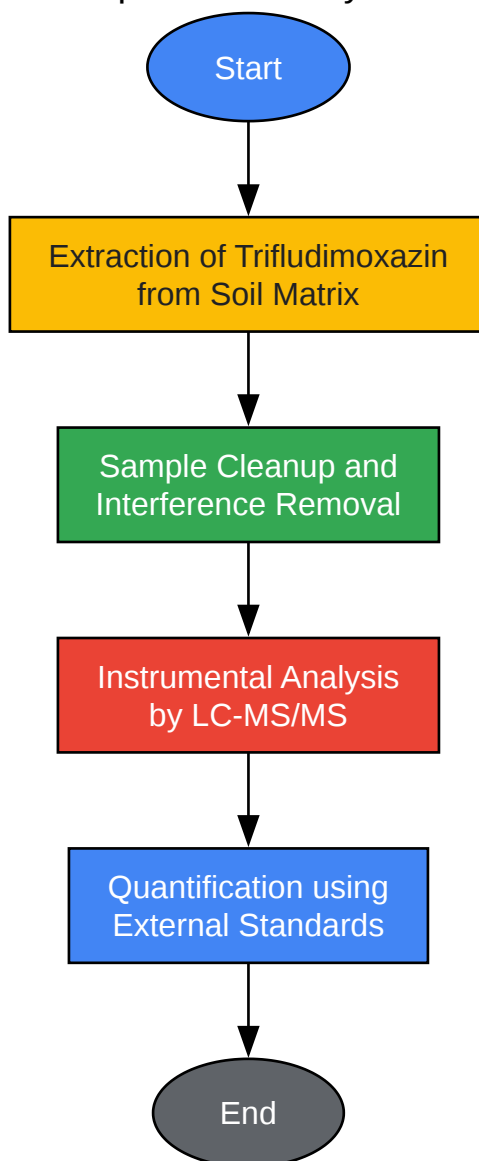 Start
Extraction of Trifludimoxazin
from Soil Matrix
Sample Cleanup and
Interference Removal
Instrumental Analysis
by LC-MS/MS
Quantification using
External Standards
End